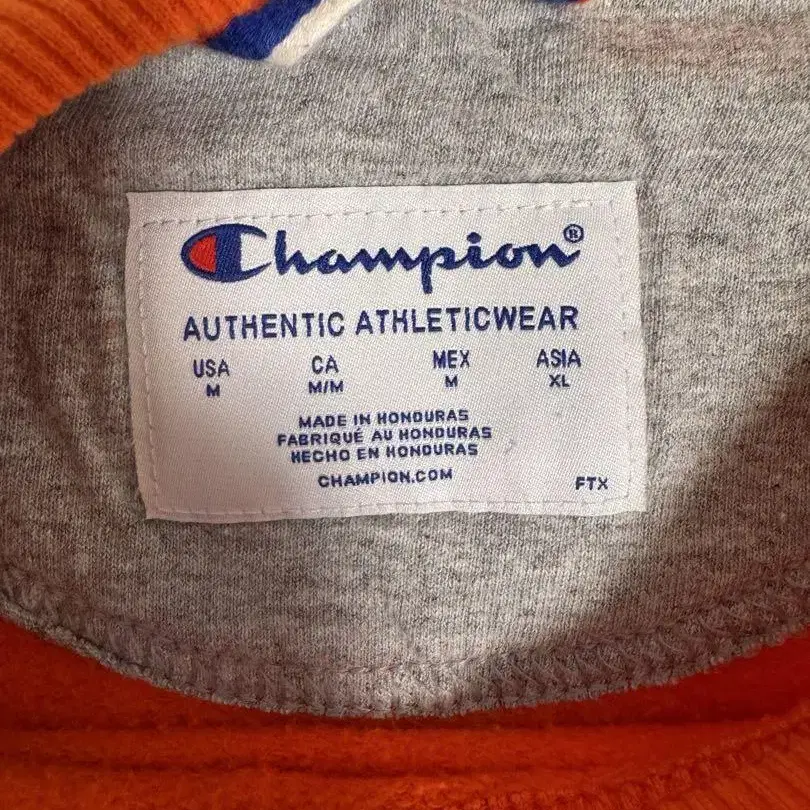 Champion®
AUTHENTIC ATHLETICWEAR
USA CA MEX ASIA
M M/M M XL
MADE IN HONDURAS
FABRIQUÉ AU HONDURAS
HECHO EN HONDURAS
CHAMPION.COM
FTX